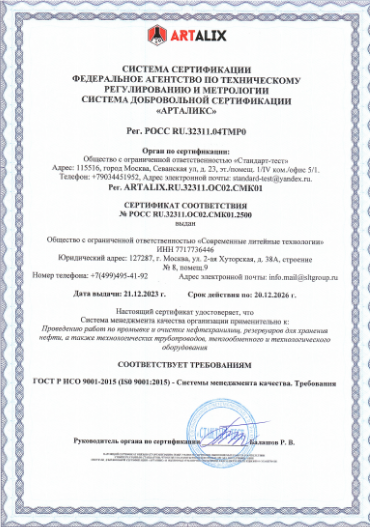 ARTALIX
СИСТЕМА СЕРТИФИКАЦИИ
ФЕДЕРАЛЬНОЕ АГЕНТСТВО ПО ТЕХНИЧЕСКОМУ
РЕГУЛИРОВАНИЮ И МЕТРОЛОГИИ
СИСТЕМА ДОБРОВОЛЬНОЙ СЕРТИФИКАЦИИ
«АРТАЛИКС»
Рег. РОСС RU.32311.04ТМР0
Орган по сертификации:
Общество с ограниченной ответственностью «Стандарт-тест»
Адрес: 115516, город Москва, Севанская ул, д. 23, эт./помещ. 1/IV ком./офис 5/1.
Телефон: +79034451952, Адрес электронной почты: standard-test@yandex.ru.
Рег. ARTALIX.RU.32311.ОС02.СМК01
СЕРТИФИКАТ СООТВЕТСТВИЯ
№ РОСС RU.32311.ОС02.СМК01.2500
выдан
Общество с ограниченной ответственностью «Современные литейные технологии»
ИНН 7717736446
Юридический адрес: 127287, г. Москва, ул. 2-ая Хуторская, д. 38А, строение
№ 8, помещ.9
Номер телефона: +7(499)495-41-92 Адрес электронной почты: info.mail@sltgroup.ru
Дата выдачи: 21.12.2023 г. Срок действия по: 20.12.2026 г.
Настоящий сертификат удостоверяет, что
Система менеджмента качества организации применительно к:
Проведению работ по промывке и очистке нефтехранилищ, резервуаров для хранения
нефти, а также технологических трубопроводов, теплообменного и технологического
оборудования
СООТВЕТСТВУЕТ ТРЕБОВАНИЯМ
ГОСТ Р ИСО 9001-2015 (ISO 9001:2015) - Системы менеджмента качества. Требования
Руководитель органа по сертификации Балашов Р. В.